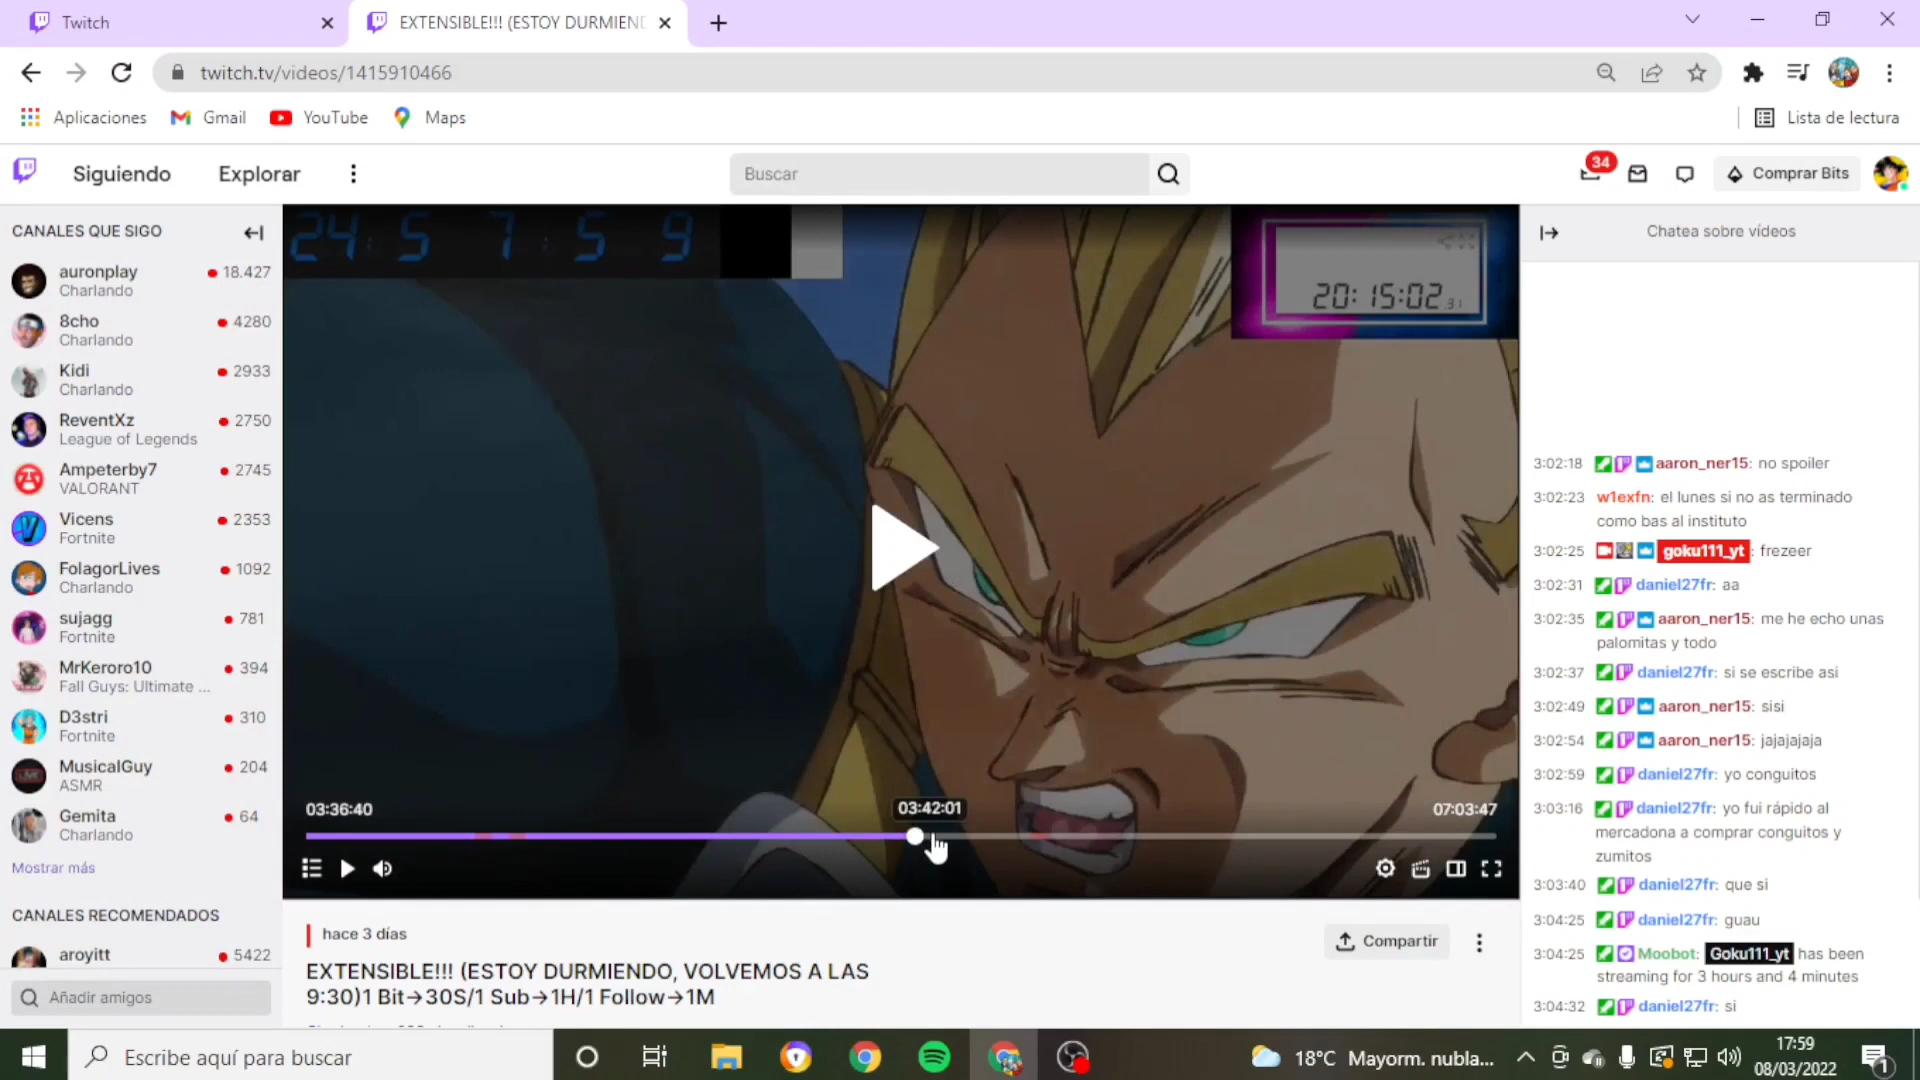 Twitch
EXTENSIBLE!!! (ESTOY DURMIEND
twitch.tv/videos/1415910466
Aplicaciones
Gmail
YouTube
Maps
Lista de lectura
Siguiendo
Explorar
Buscar
34
Comprar Bits
CANALES QUE SIGO
auronplay
18.427
Charlando
8cho
4280
Charlando
Kidi
2933
Charlando
ReventXz
2750
League of Legends
Ampeterby7
2745
VALORANT
Vicens
2353
Fortnite
FolagorLives
1092
Charlando
sujagg
781
Fortnite
MrKeroro10
394
Fall Guys: Ultimate ...
D3stri
310
Fortnite
MusicalGuy
204
ASMR
Gemita
64
Charlando
Mostrar más
CANALES RECOMENDADOS
aroyitt
5422
Añadir amigos
24: 5 7 : 5 9
20:15:02.31
03:36:40
03:42:01
07:03:47
hace 3 días
Compartir
EXTENSIBLE!!! (ESTOY DURMIENDO, VOLVEMOS A LAS
9:30)1 Bit→30S/1 Sub→1H/1 Follow→1M
Chatea sobre vídeos
3:02:18 aaron_ner15: no spoiler
3:02:23 w1exfn: el lunes si no as terminado
como bas al instituto
3:02:25 goku111_yt: frezeer
3:02:31 daniel27fr: aa
3:02:35 aaron_ner15: me he echo unas
palomitas y todo
3:02:37 daniel27fr: si se escribe asi
3:02:49 aaron_ner15: sisi
3:02:54 aaron_ner15: jajajajaja
3:02:59 daniel27fr: yo conguitos
3:03:16 daniel27fr: yo fui rápido al
mercadona a comprar conguitos y
zumitos
3:03:40 daniel27fr: que si
3:04:25 daniel27fr: guau
3:04:25 Moobot: Goku111_yt has been
streaming for 3 hours and 4 minutes
3:04:32 daniel27fr: si
Escribe aquí para buscar
18°C Mayorm. nubla...
17:59
08/03/2022
1